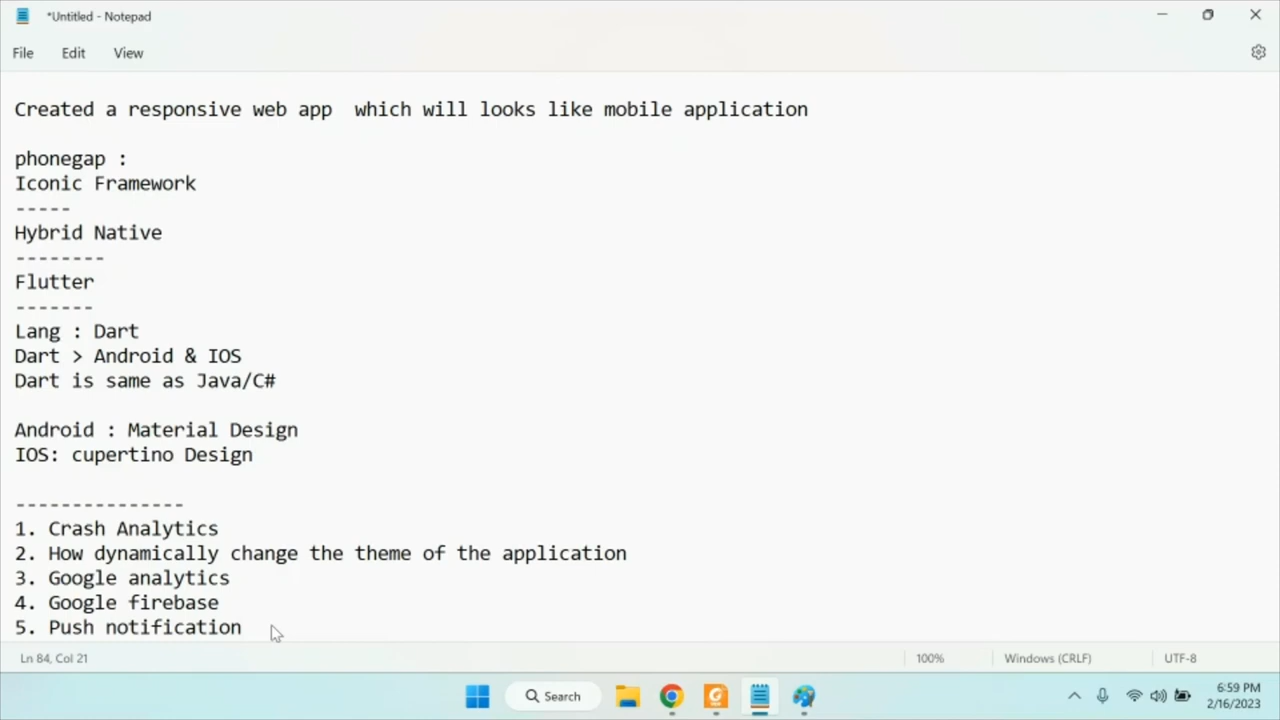 *Untitled - Notepad
File Edit View
Created a responsive web app  which will looks like mobile application
phonegap :
Iconic Framework
-----
Hybrid Native
--------
Flutter
-------
Lang : Dart
Dart > Android & IOS
Dart is same as Java/C#
Android : Material Design
IOS: cupertino Design
---------------
1. Crash Analytics
2. How dynamically change the theme of the application
3. Google analytics
4. Google firebase
5. Push notification
Ln 84, Col 21 100% Windows (CRLF) UTF-8
Search
6:59 PM
2/16/2023